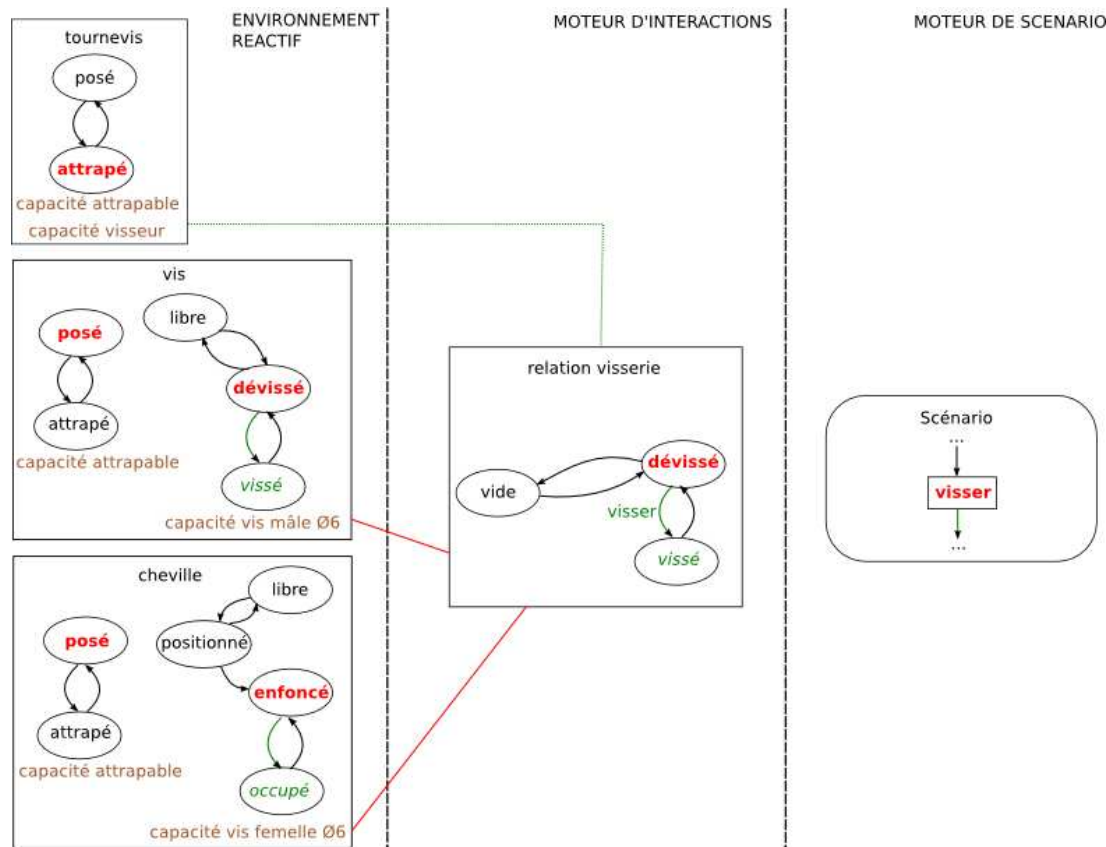 ENVIRONNEMENT
REACTIF
MOTEUR D'INTERACTIONS
MOTEUR DE SCENARIO
tournevis
posé
attrapé
capacité attrapable
capacité visseur
vis
libre
posé
dévissé
attrapé
capacité attrapable
vissé
capacité vis mâle Ø6
cheville
libre
posé
positionné
enfoncé
attrapé
capacité attrapable
occupé
capacité vis femelle Ø6
relation visserie
dévissé
vide
visser
vissé
Scénario
...
visser
...